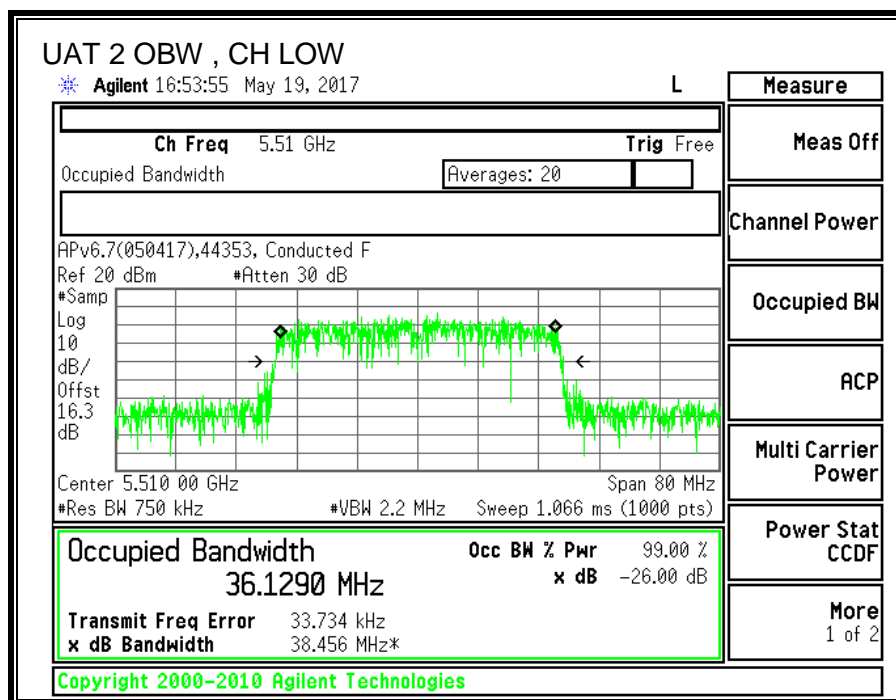 UAT 2 OBW , CH LOW
Agilent 16:53:55 May 19, 2017 L
Measure
Ch Freq 5.51 GHz Trig Free
Meas Off
Occupied Bandwidth Averages: 20
Channel Power
APv6.7(050417),44353, Conducted F
Ref 20 dBm #Atten 30 dB
#Samp
Log
10
dB/
Offst
16.3
dB
Occupied BW
ACP
Center 5.510 00 GHz Span 80 MHz
#Res BW 750 kHz #VBW 2.2 MHz Sweep 1.066 ms (1000 pts)
Multi Carrier
Power
Occupied Bandwidth
36.1290 MHz
Occ BW % Pwr 99.00 %
x dB -26.00 dB
Transmit Freq Error 33.734 kHz
x dB Bandwidth 38.456 MHz*
Power Stat
CCDF
More
1 of 2
Copyright 2000-2010 Agilent Technologies